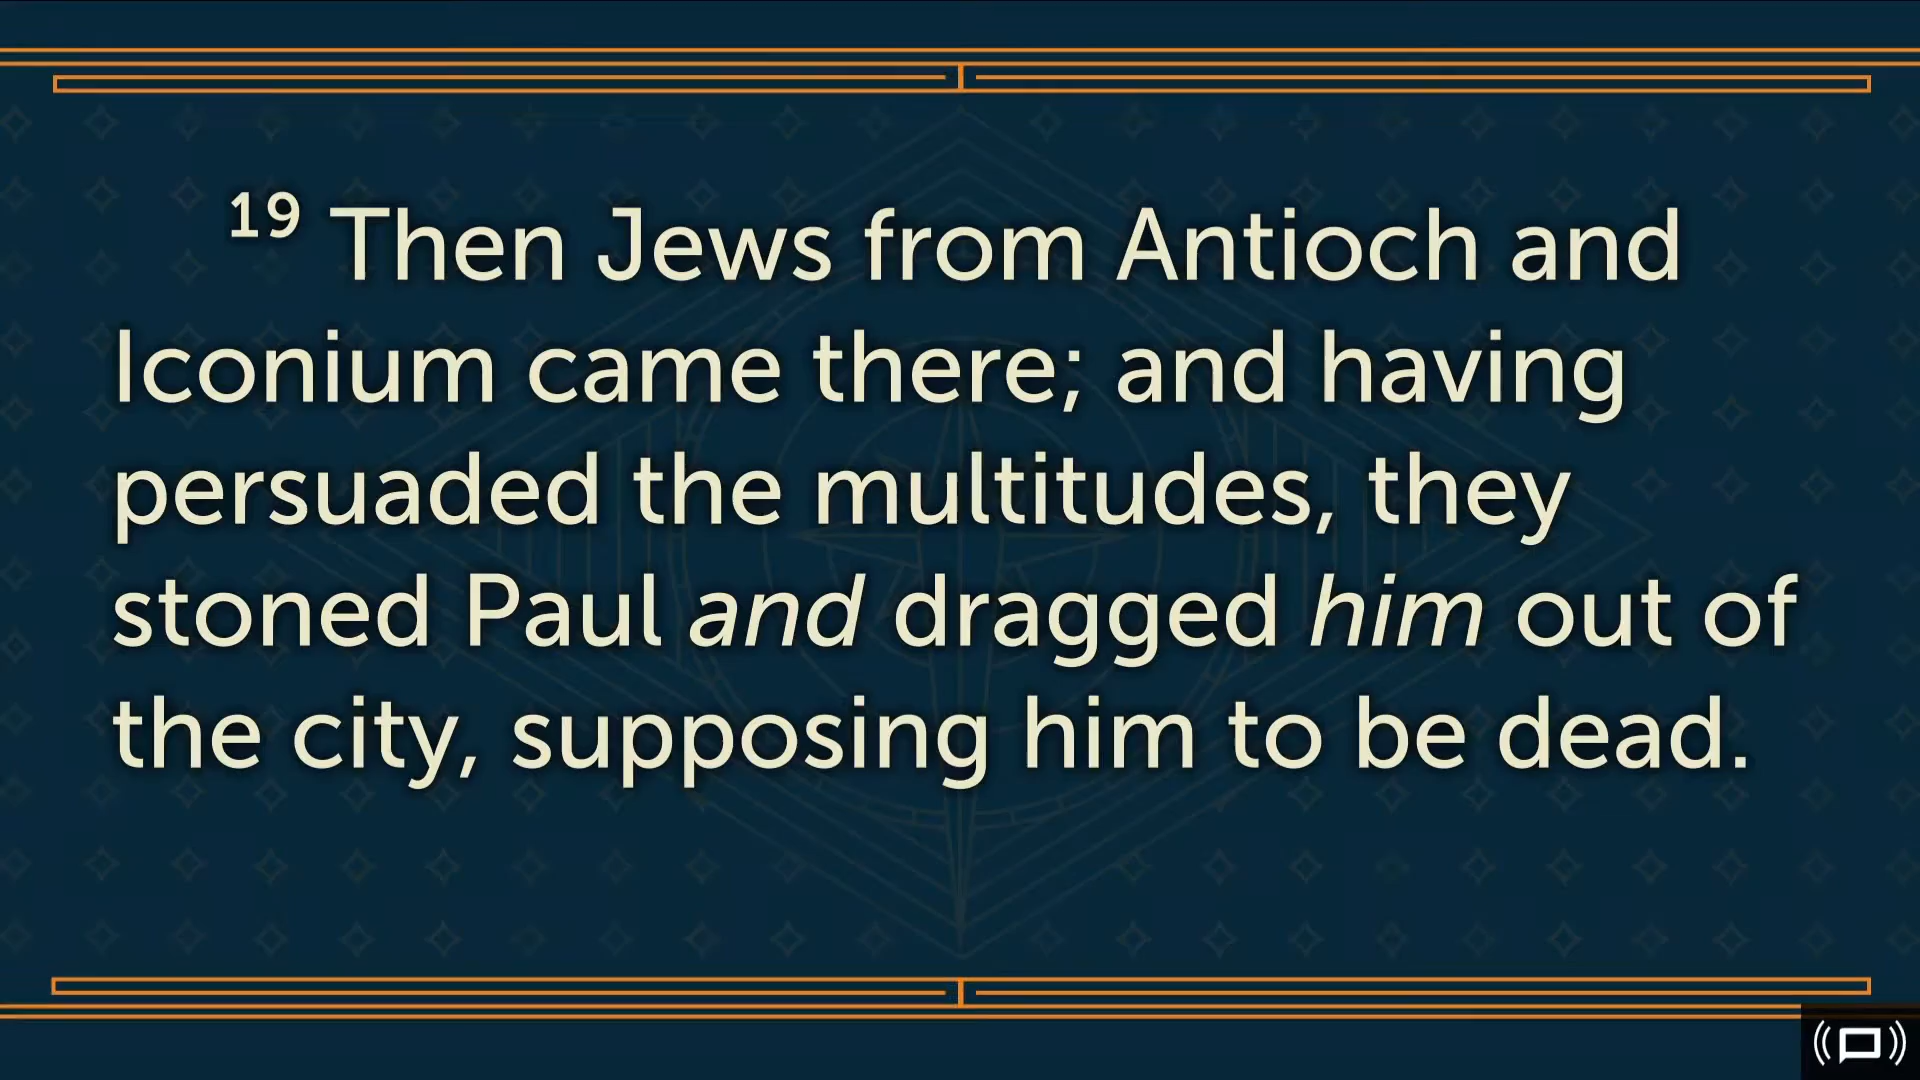 19 Then Jews from Antioch and
Iconium came there; and having
persuaded the multitudes, they
stoned Paul and dragged him out of
the city, supposing him to be dead.